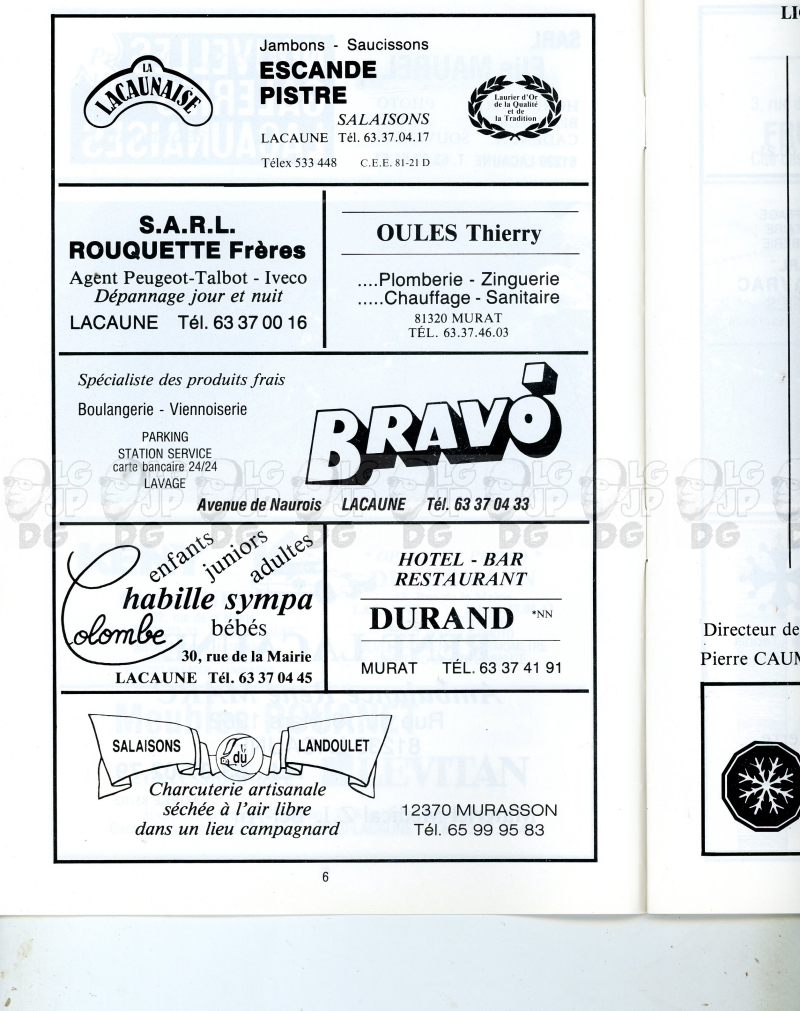 LA
LACAUNAISE
Jambons - Saucissons
ESCANDE
PISTRE
SALAISONS
LACAUNE Tél. 63.37.04.17
Télex 533 448 C.E.E. 81-21 D
Laurier d'Or
de la Qualité
et de
la Tradition
S.A.R.L.
ROUQUETTE Frères
Agent Peugeot-Talbot - Iveco
Dépannage jour et nuit
LACAUNE Tél. 63 37 00 16
OULES Thierry
....Plomberie - Zinguerie
.....Chauffage - Sanitaire
81320 MURAT
TÉL. 63.37.46.03
Spécialiste des produits frais
Boulangerie - Viennoiserie
PARKING
STATION SERVICE
carte bancaire 24/24
LAVAGE
BRAVO
Avenue de Naurois LACAUNE Tél. 63 37 04 33
enfants
juniors
adultes
habille sympa
Colombe
bébés
30, rue de la Mairie
LACAUNE Tél. 63 37 04 45
HOTEL - BAR
RESTAURANT
DURAND *NN
MURAT TÉL. 63 37 41 91
SALAISONS
du
LANDOULET
Charcuterie artisanale
séchée à l'air libre
dans un lieu campagnard
12370 MURASSON
Tél. 65 99 95 83
6
Directeur de
Pierre CAUM
LG JP DG